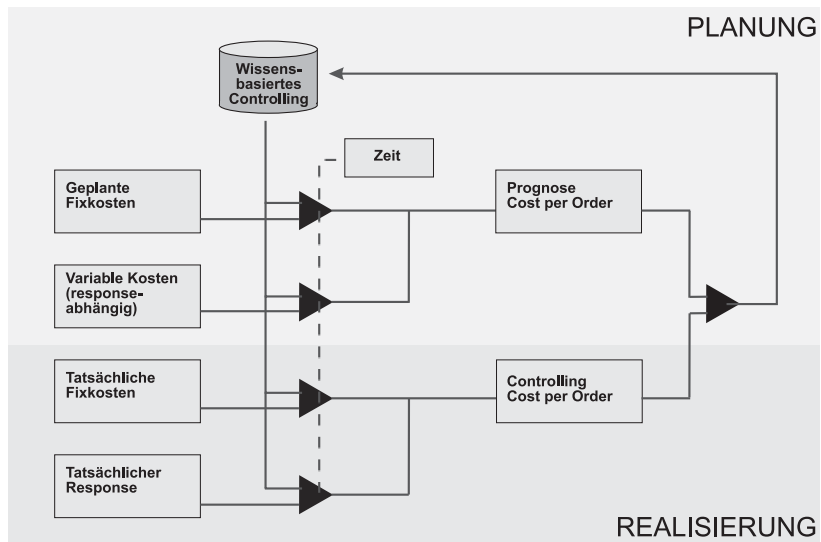 PLANUNG
Wissens-
basiertes
Controlling
Zeit
Geplante
Fixkosten
Prognose
Cost per Order
Variable Kosten
(response-
abhängig)
Tatsächliche
Fixkosten
Controlling
Cost per Order
Tatsächlicher
Response
REALISIERUNG